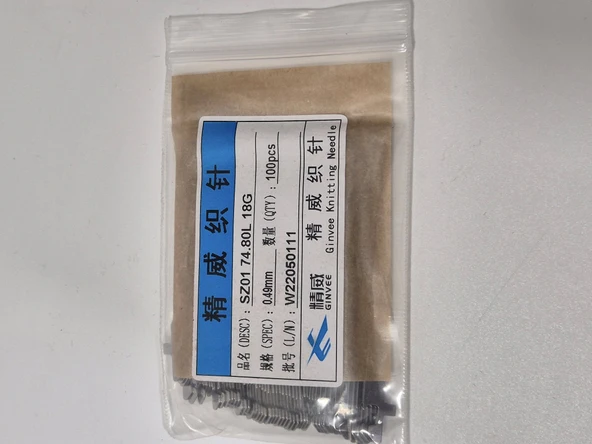 精威织针
品名(DESC): SZ01 74.80L 18G
规格(SPEC): 0.49mm 数量(QTY): 100pcs
批号(L/N): W22050111
精威 精威织针
GINVEE Ginvee Knitting Needle